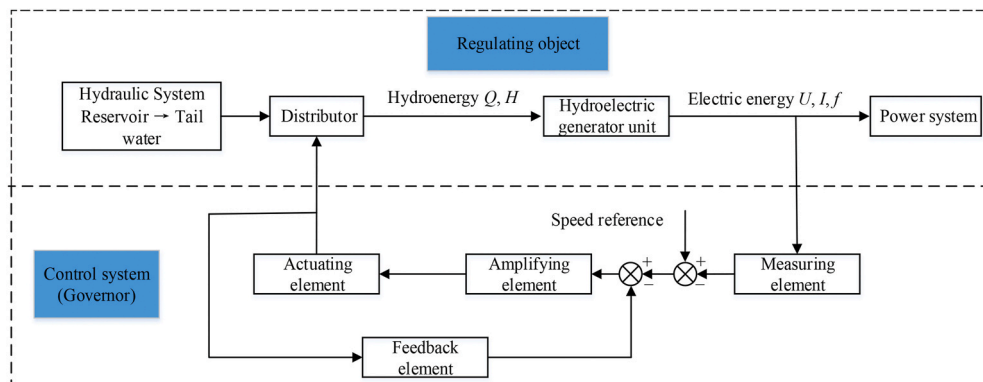 Regulating object
Hydraulic System
Reservoir → Tail
water
Distributor
Hydroenergy Q, H
Hydroelectric
generator unit
Electric energy U, I, f
Power system
Speed reference
Control system
(Governor)
Actuating
element
Amplifying
element
+
−
+
−
Measuring
element
Feedback
element